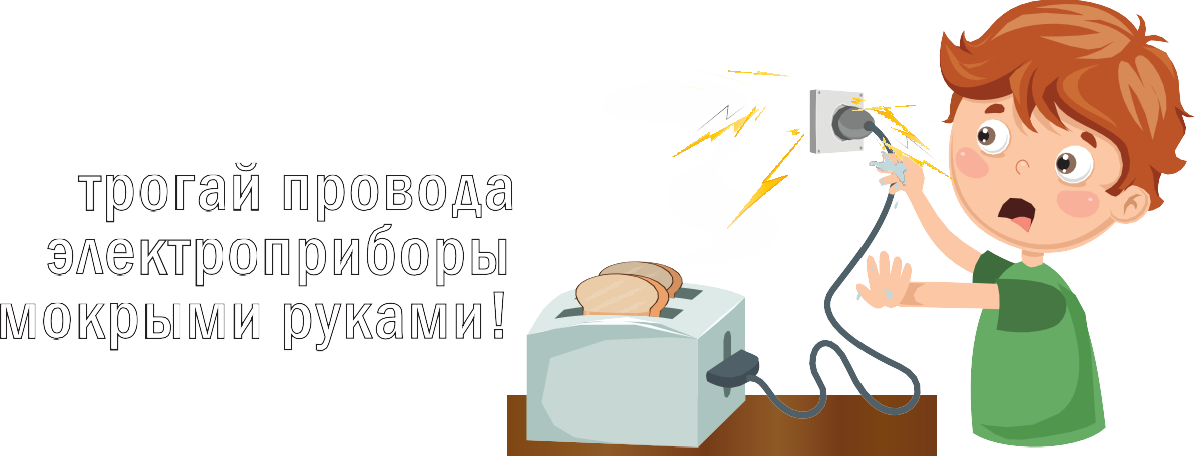 трогай провода
электроприборы
мокрыми руками!